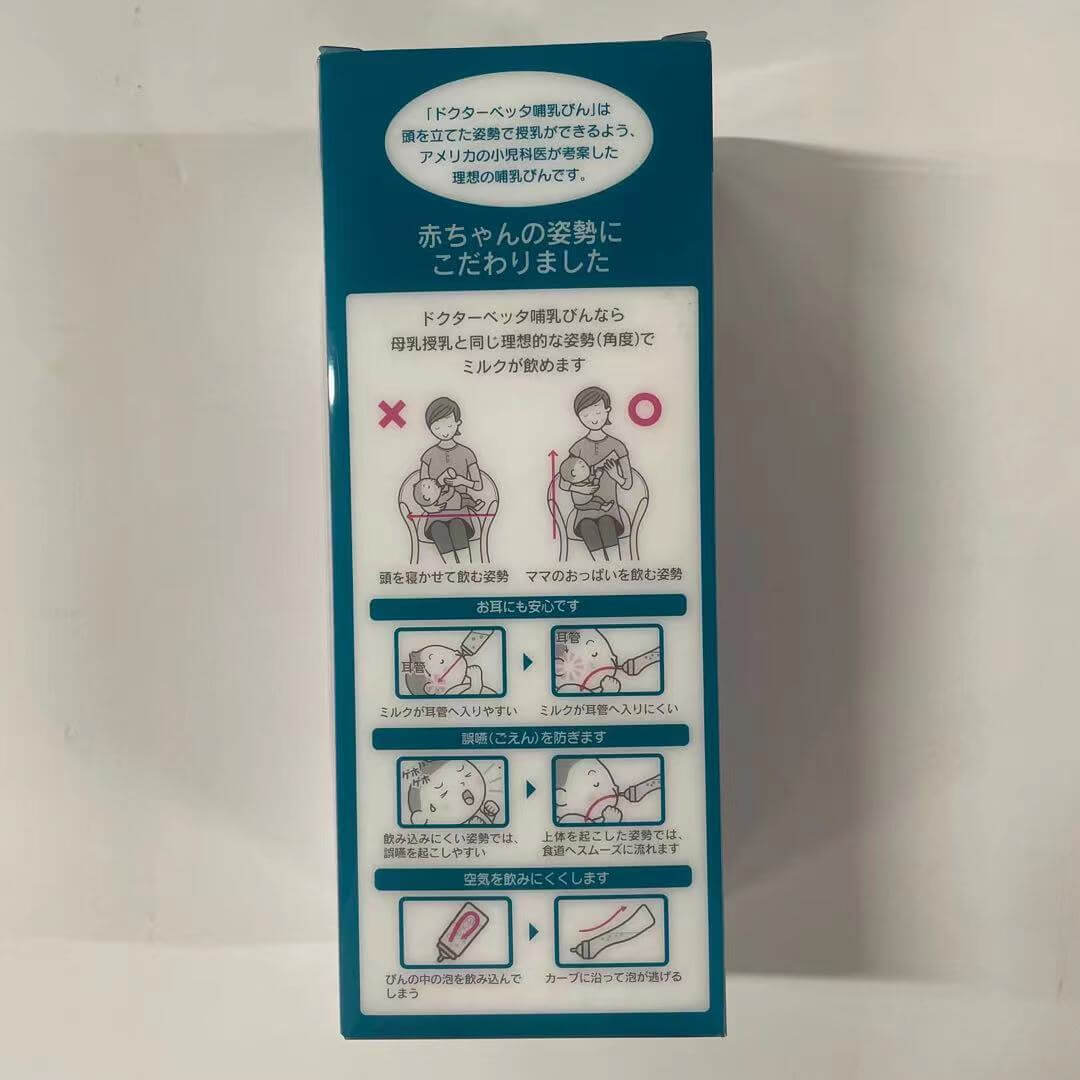 「ドクターベッタ哺乳びん」は
頭を立てた姿勢で授乳ができるよう、
アメリカの小児科医が考案した
理想の哺乳びんです。
赤ちゃんの姿勢に
こだわりました
ドクターベッタ哺乳びんなら
母乳授乳と同じ理想的な姿勢(角度)で
ミルクが飲めます
頭を寝かせて飲む姿勢
ママのおっぱいを飲む姿勢
お耳にも安心です
耳管
耳管
ミルクが耳管へ入りやすい
ミルクが耳管へ入りにくい
誤嚥(ごえん)を防ぎます
ゲホ
ゲホ
飲み込みにくい姿勢では、
誤嚥を起こしやすい
上体を起こした姿勢では、
食道へスムーズに流れます
空気を飲みにくくします
びんの中の泡を飲み込んで
しまう
カーブに沿って泡が逃げる